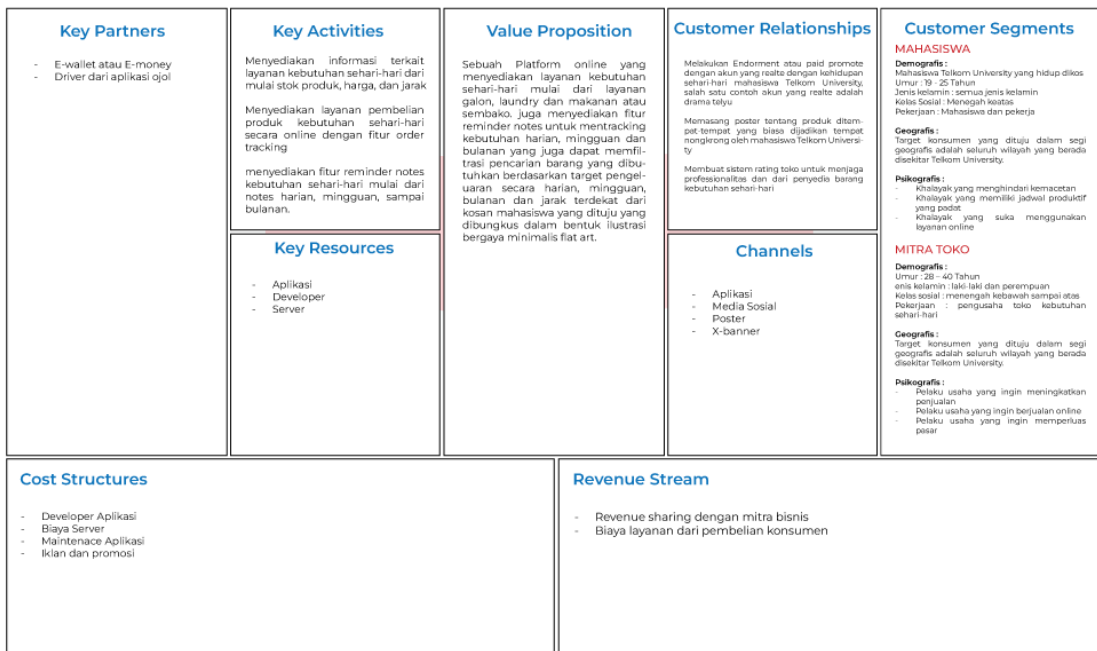 Key Partners
- E-wallet atau E-money
- Driver dari aplikasi ojol
Key Activities
Menyediakan informasi terkait
layanan kebutuhan sehari-hari dari
mulai stok produk, harga, dan jarak
Menyediakan layanan pembelian
produk kebutuhan sehari-hari
secara online dengan fitur order
tracking
menyediakan fitur reminder notes
kebutuhan sehari-hari mulai dari
notes harian, mingguan, sampai
bulanan.
Key Resources
- Aplikasi
- Developer
- Server
Value Proposition
Sebuah Platform online yang
menyediakan layanan kebutuhan
sehari-hari mulai dari layanan
galon, laundry dan makanan atau
sembako. juga menyediakan fitur
reminder notes untuk mentracking
kebutuhan harian, mingguan dan
bulanan yang juga dapat memfil-
trasi pencarian barang yang dibu-
tuhkan berdasarkan target pengel-
uaran secara harian, mingguan,
bulanan dan jarak terdekat dari
kosan mahasiswa yang dituju yang
dibungkus dalam bentuk ilustrasi
bergaya minimalis flat art.
Customer Relationships
Melakukan Endorment atau paid promote
dengan akun yang realte dengan kehidupan
sehari-hari mahasiswa Telkom University,
salah satu contoh akun yang realte adalah
drama telyu
Memasang poster tentang produk ditem-
pat-tempat yang biasa dijadikan tempat
nongkrong oleh mahasiswa Telkom Universi-
ty
Membuat sistem rating toko untuk menjaga
professionalitas dan dari penyedia barang
kebutuhan sehari-hari
Channels
- Aplikasi
- Media Sosial
- Poster
- X-banner
Customer Segments
MAHASISWA
Demografis :
Mahasiswa Telkom University yang hidup dikos
Umur : 19 - 25 Tahun
Jenis kelamin : semua jenis kelamin
Kelas Sosial : Menegah keatas
Pekerjaan : Mahasiswa dan pekerja
Geografis :
Target konsumen yang dituju dalam segi
geografis adalah seluruh wilayah yang berada
disekitar Telkom University.
Psikografis :
- Khalayak yang menghindari kemacetan
- Khalayak yang memiliki jadwal produktif
yang padat
- Khalayak yang suka menggunakan
layanan online
MITRA TOKO
Demografis :
Umur : 28 – 40 Tahun
enis kelamin : laki-laki dan perempuan
Kelas sosial : menengah kebawah sampai atas
Pekerjaan : pengusaha toko kebutuhan
sehari-hari
Geografis :
Target konsumen yang dituju dalam segi
geografis adalah seluruh wilayah yang berada
disekitar Telkom University.
Psikografis :
- Pelaku usaha yang ingin meningkatkan
penjualan
- Pelaku usaha yang ingin berjualan online
- Pelaku usaha yang ingin memperluas
pasar
Cost Structures
- Developer Aplikasi
- Biaya Server
- Maintenace Aplikasi
- Iklan dan promosi
Revenue Stream
- Revenue sharing dengan mitra bisnis
- Biaya layanan dari pembelian konsumen